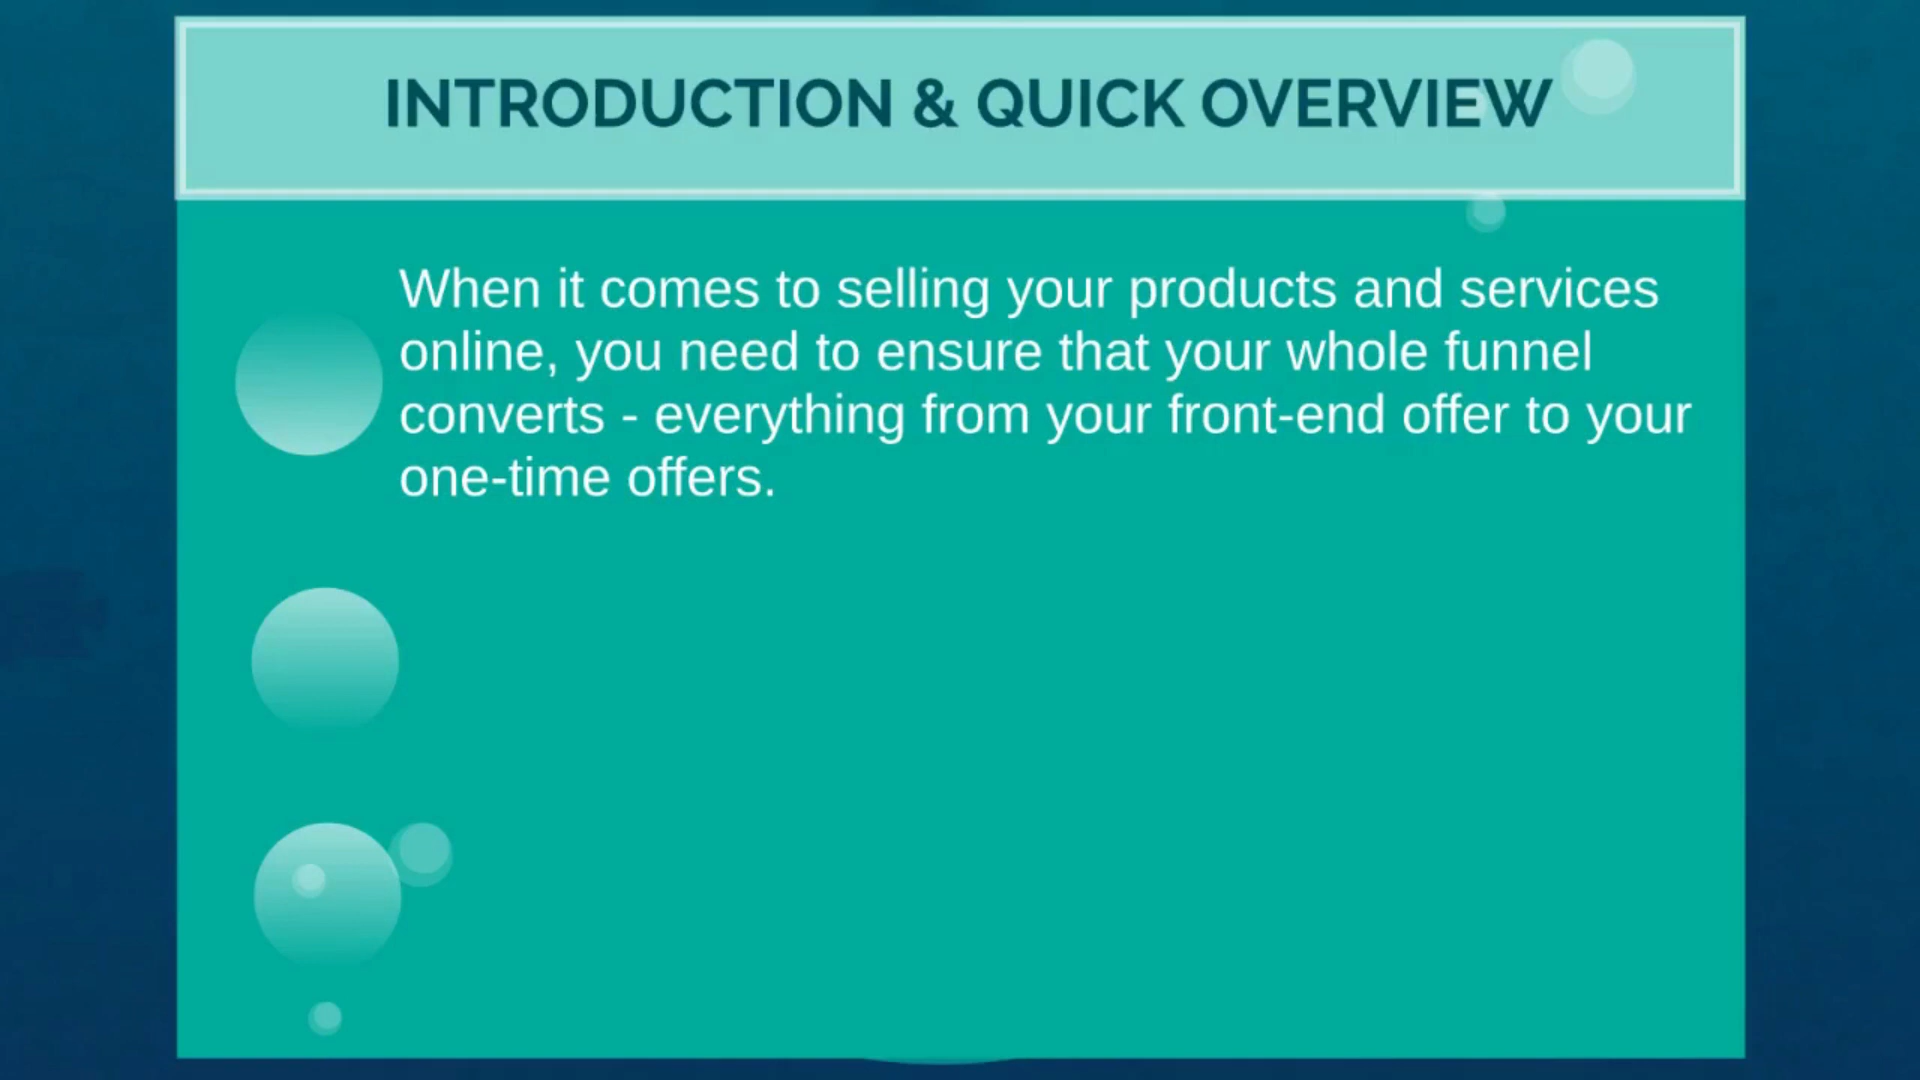 INTRODUCTION & QUICK OVERVIEW
When it comes to selling your products and services
online, you need to ensure that your whole funnel
converts - everything from your front-end offer to your
one-time offers.